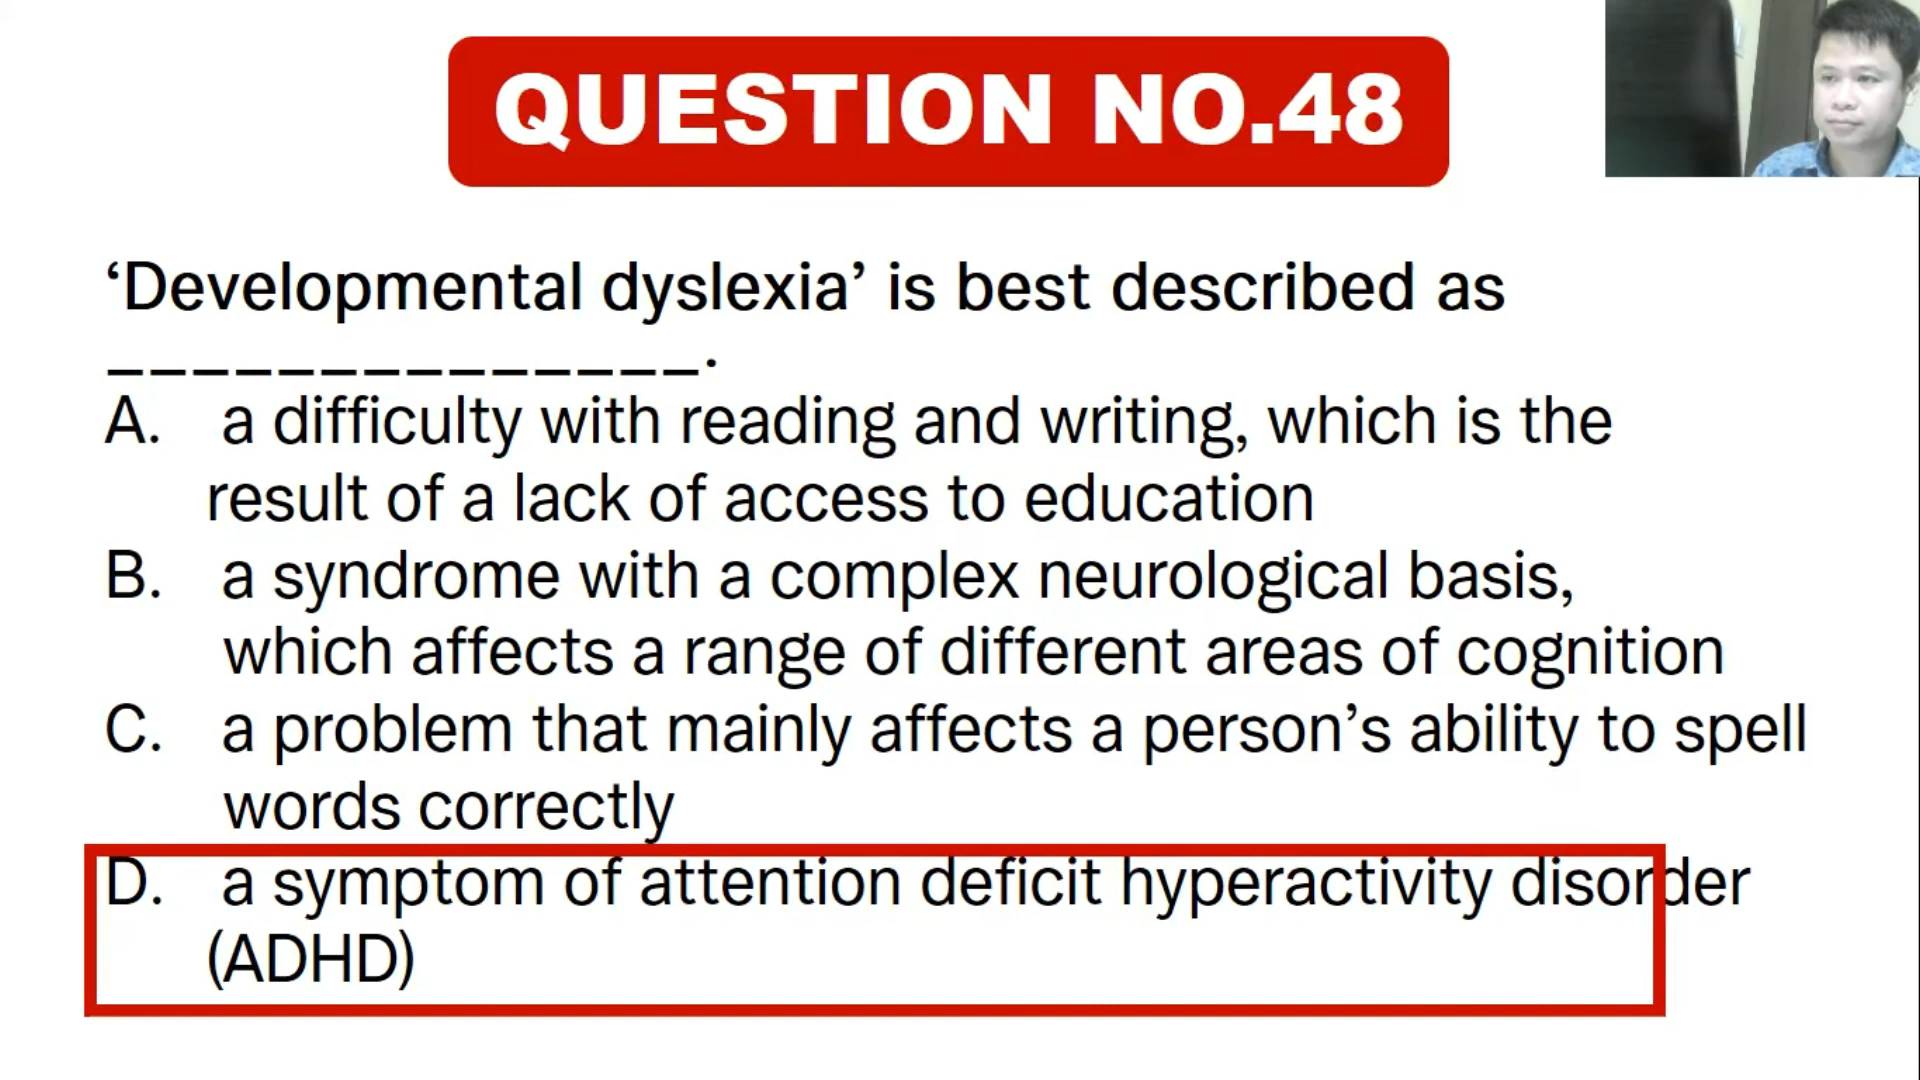 QUESTION NO.48
‘Developmental dyslexia’ is best described as
______________.
A. a difficulty with reading and writing, which is the
result of a lack of access to education
B. a syndrome with a complex neurological basis,
which affects a range of different areas of cognition
C. a problem that mainly affects a person’s ability to spell
words correctly
D. a symptom of attention deficit hyperactivity disorder
(ADHD)